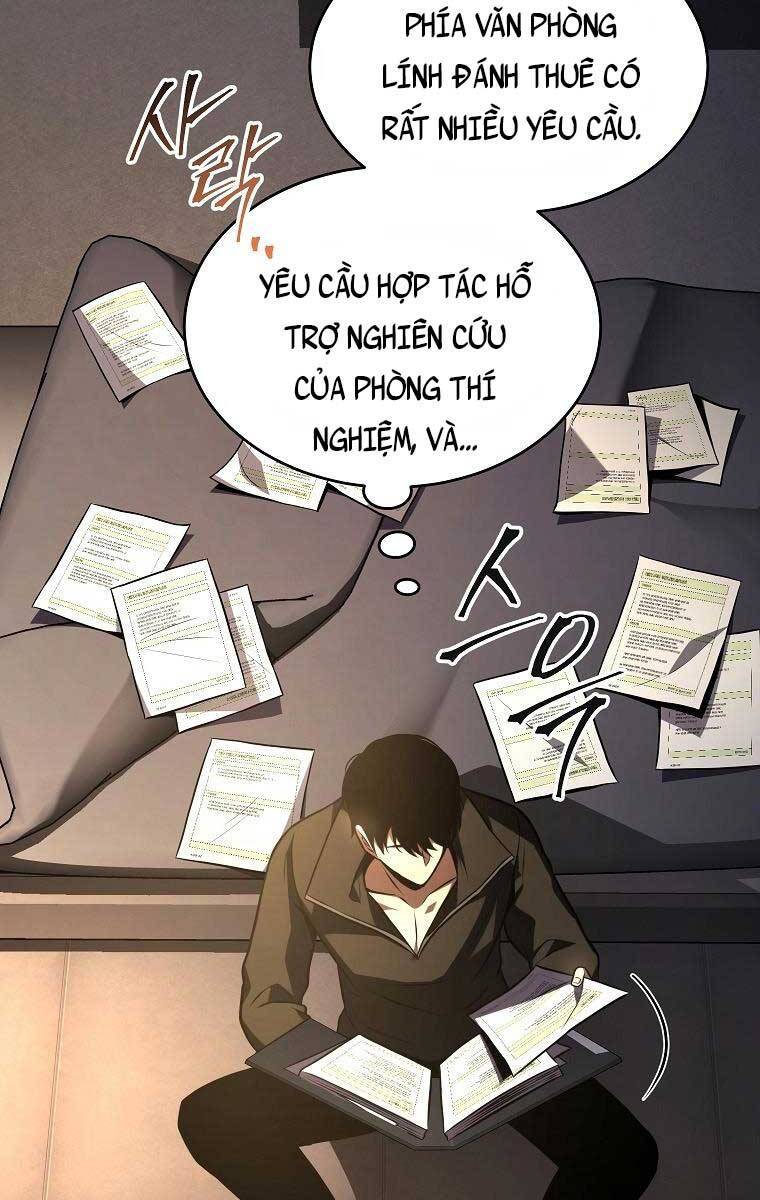 PHÍA VĂN PHÒNG
LÍNH ĐÁNH THUÊ CÓ
RẤT NHIỀU YÊU CẦU.
사
락
YÊU CẦU HỢP TÁC HỖ
TRỢ NGHIÊN CỨU
CỦA PHÒNG THÍ
NGHIỆM, VÀ...
스
윽